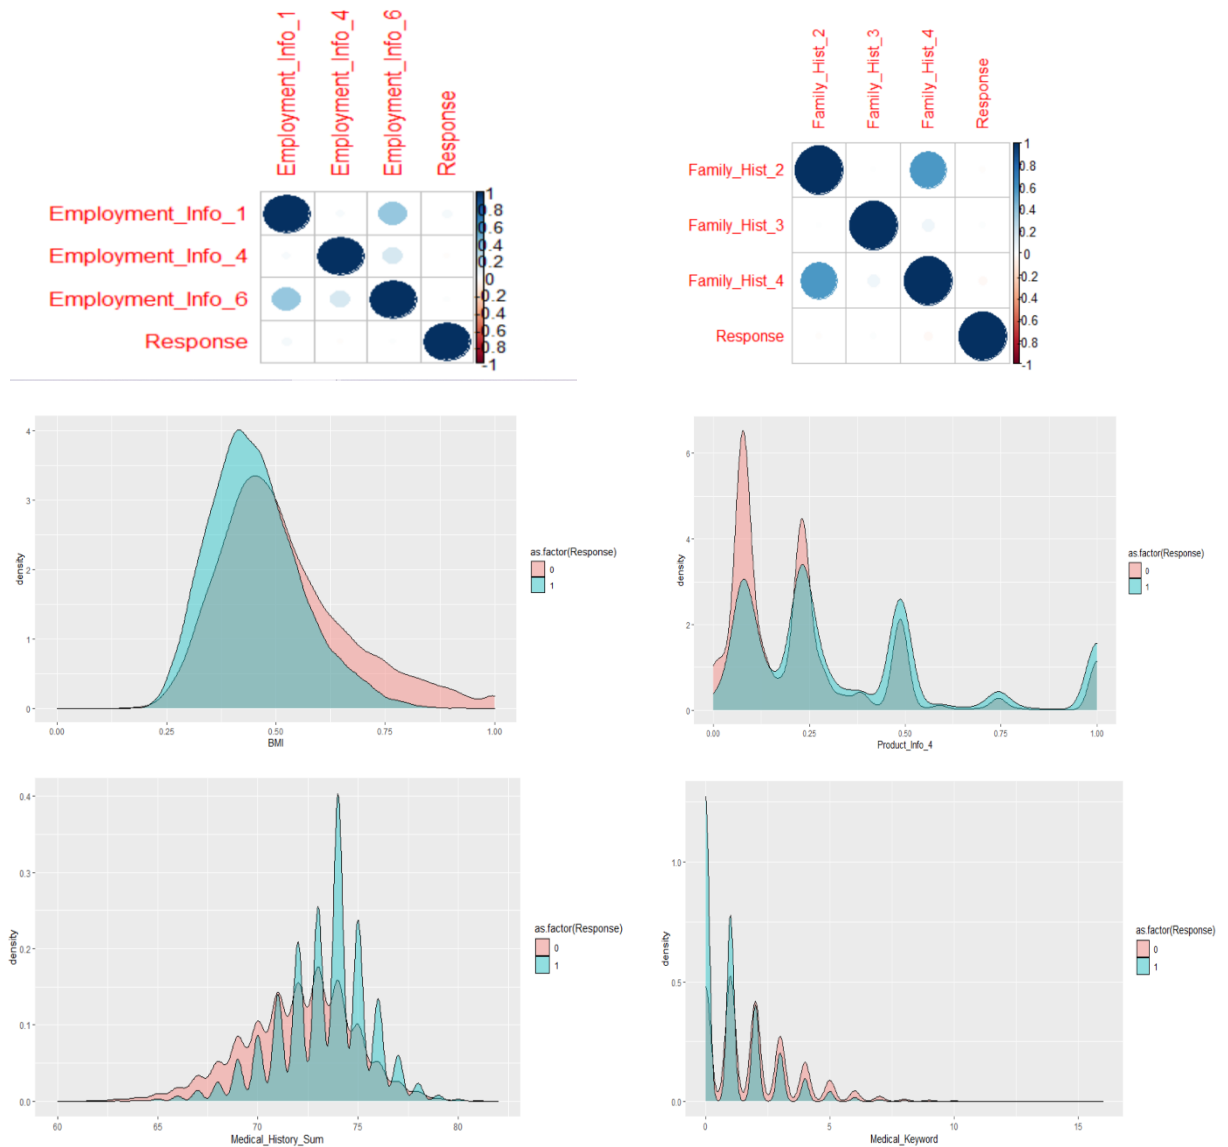 Employment_Info_1
Employment_Info_4
Employment_Info_6
Response
Employment_Info_1
Employment_Info_4
Employment_Info_6
Response
1
0.8
0.6
0.4
0.2
0
-0.2
-0.4
-0.6
-0.8
-1
Family_Hist_2
Family_Hist_3
Family_Hist_4
Response
Family_Hist_2
Family_Hist_3
Family_Hist_4
Response
1
0.8
0.6
0.4
0.2
0
-0.2
-0.4
-0.6
-0.8
-1
density
4
3
2
1
0
0.00 0.25 0.50 0.75 1.00
BMI
as.factor(Response)
0
1
density
6
4
2
0
0.00 0.25 0.50 0.75 1.00
Product_Info_4
as.factor(Response)
0
1
density
0.4
0.3
0.2
0.1
0.0
60 65 70 75 80
Medical_History_Sum
as.factor(Response)
0
1
density
1.0
0.5
0.0
0 5 10 15
Medical_Keyword
as.factor(Response)
0
1